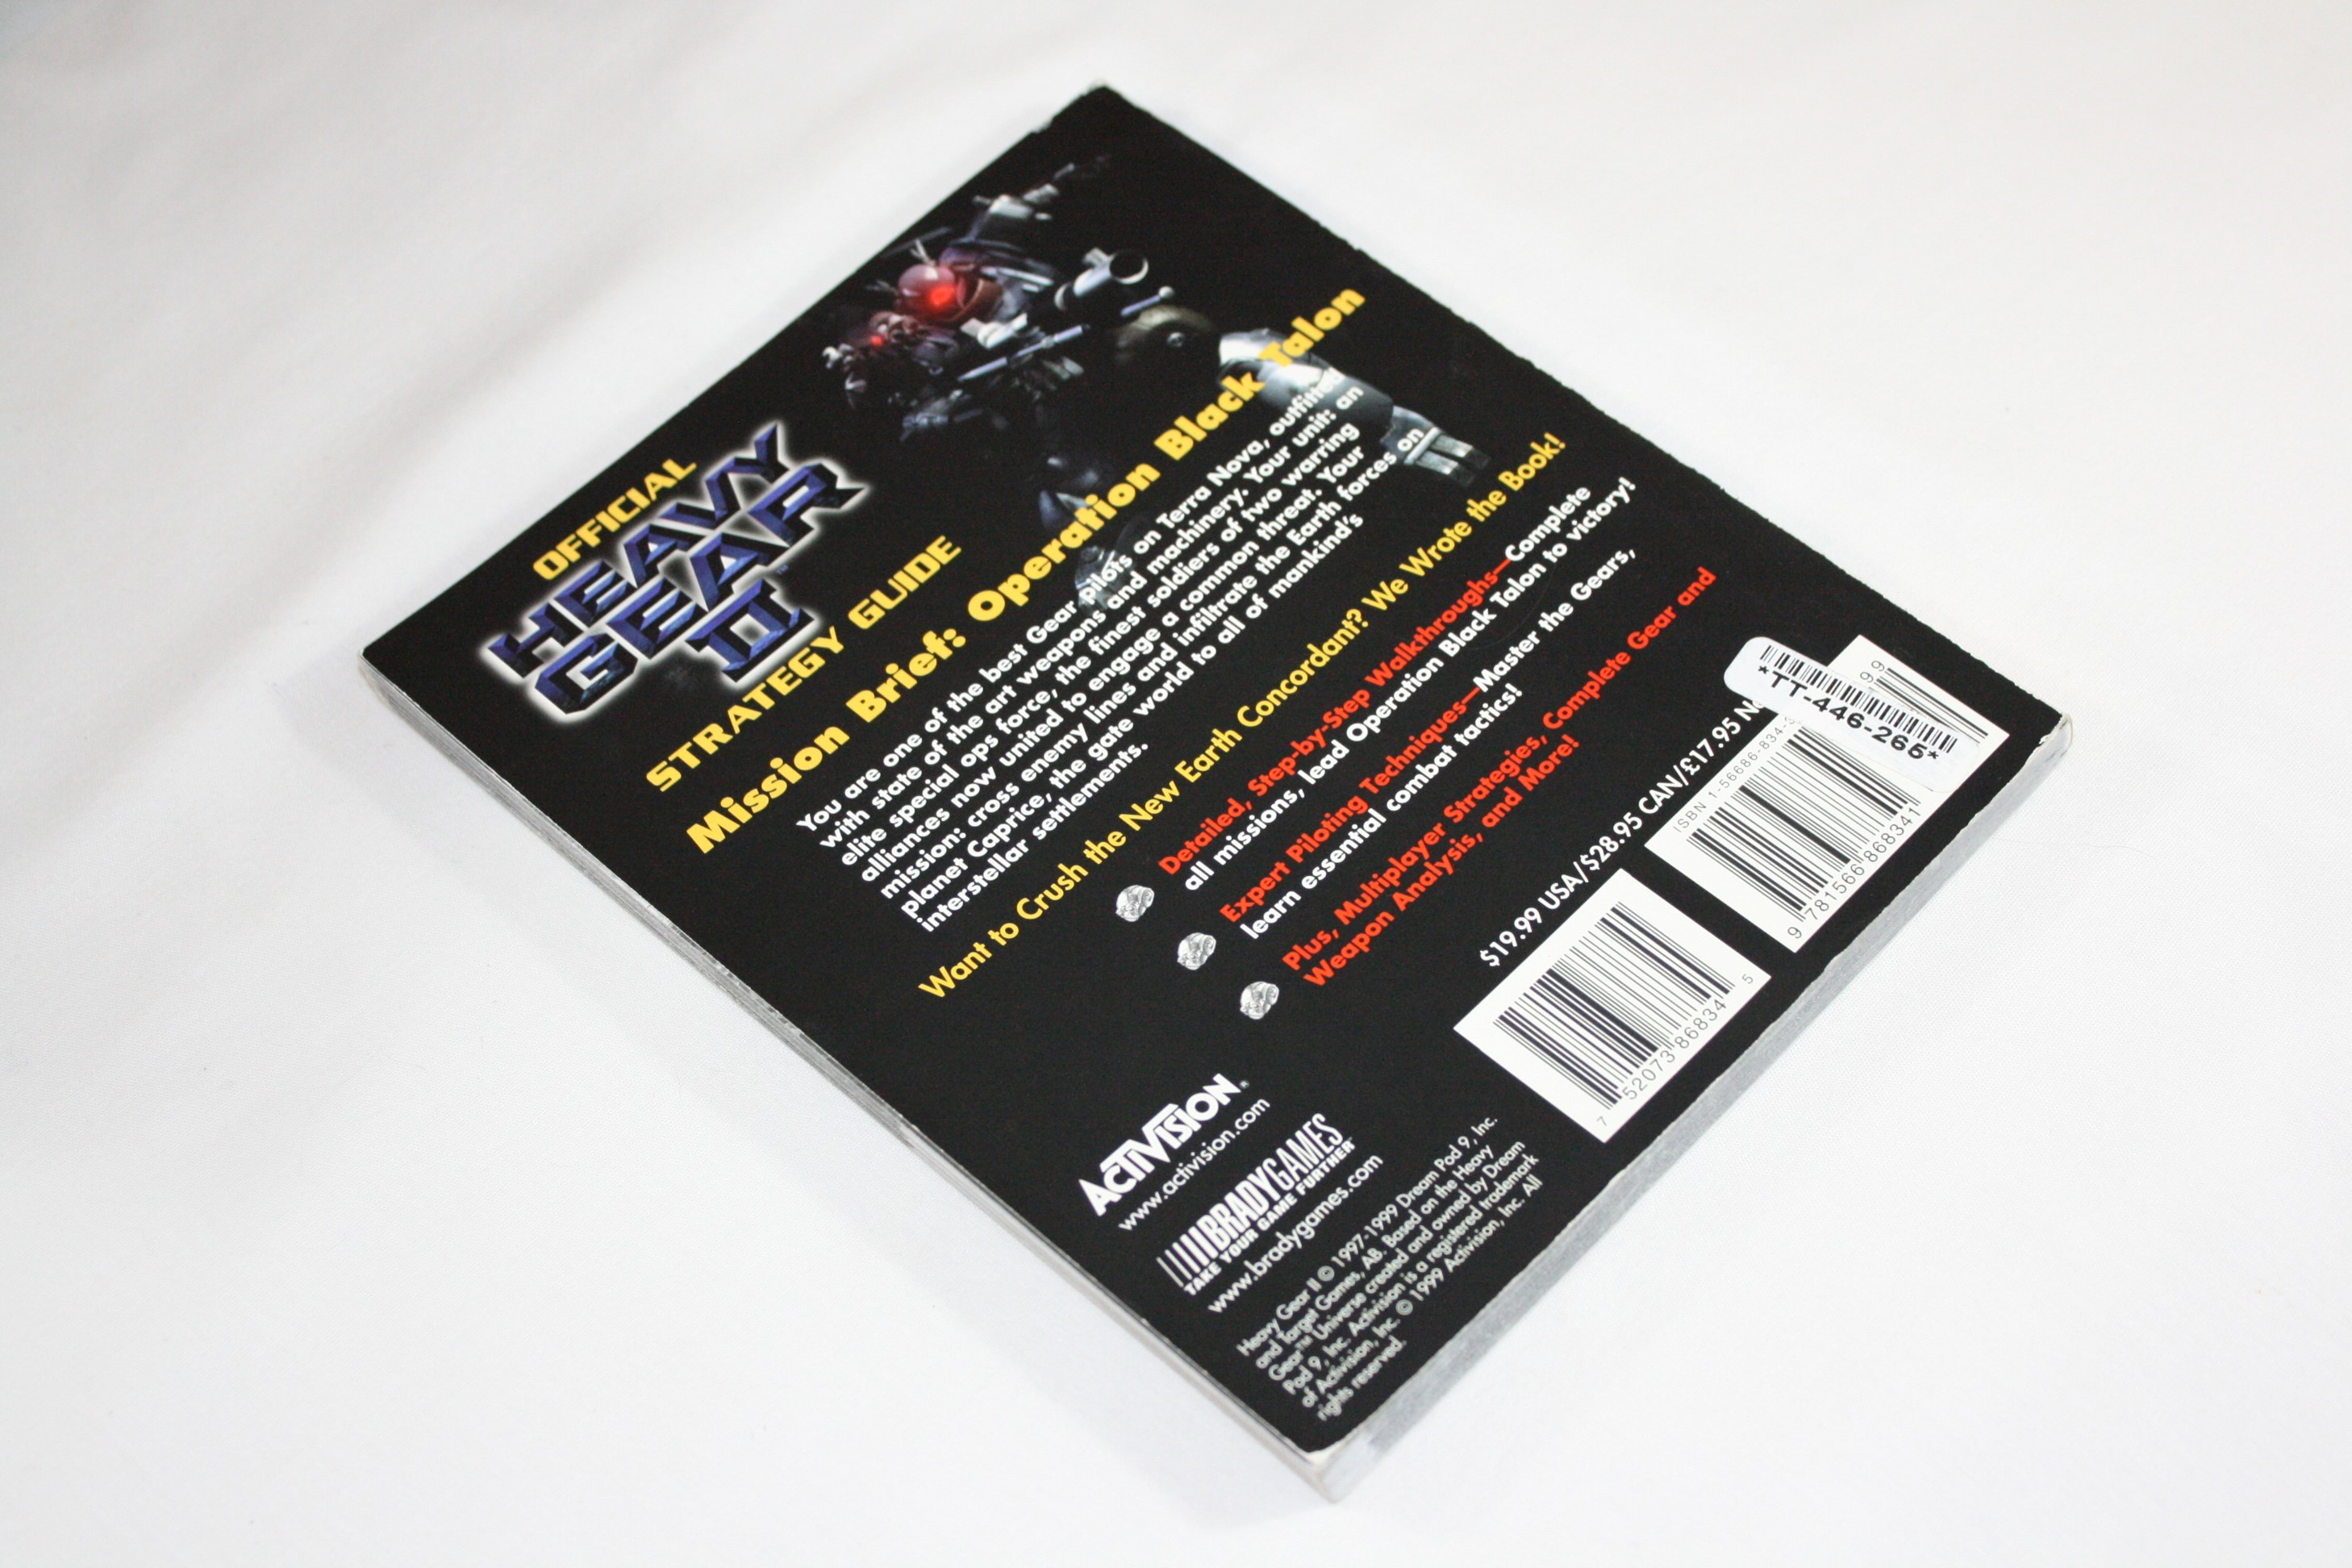 OFFICIAL
HEAVY
GEAR
II™
STRATEGY GUIDE
Mission Brief: Operation Black Talon
You are one of the best Gear pilots on Terra Nova, outfitted
with state of the art weapons and machinery. Your unit: an
elite special ops force, the finest soldiers of two warring
alliances now united to engage a common threat. Your
mission: cross enemy lines and infiltrate the Earth forces on
planet Caprice, the gate world to all of mankind's
interstellar settlements.
Want to Crush the New Earth Concordant? We Wrote the Book!
Detailed, Step-by-Step Walkthroughs—Complete
all missions, lead Operation Black Talon to victory!
Expert Piloting Techniques—Master the Gears,
learn essential combat tactics!
Plus, Multiplayer Strategies, Complete Gear and
Weapon Analysis, and More!
ACTIVISION®
www.activision.com
BRADYGAMES
TAKE YOUR GAME FURTHER™
www.bradygames.com
Heavy Gear II © 1997-1999 Dream Pod 9, Inc.
and Target Games, AB. Based on the Heavy
Gear™ Universe created and owned by Dream
Pod 9, Inc. Activision is a registered trademark
of Activision, Inc. © 1999 Activision, Inc. All
rights reserved.
$19.99 USA/$28.95 CAN/£17.95
7 52073 86834 5
ISBN 1-56686-834-
9 781566 868341
99
*TT-446-266*